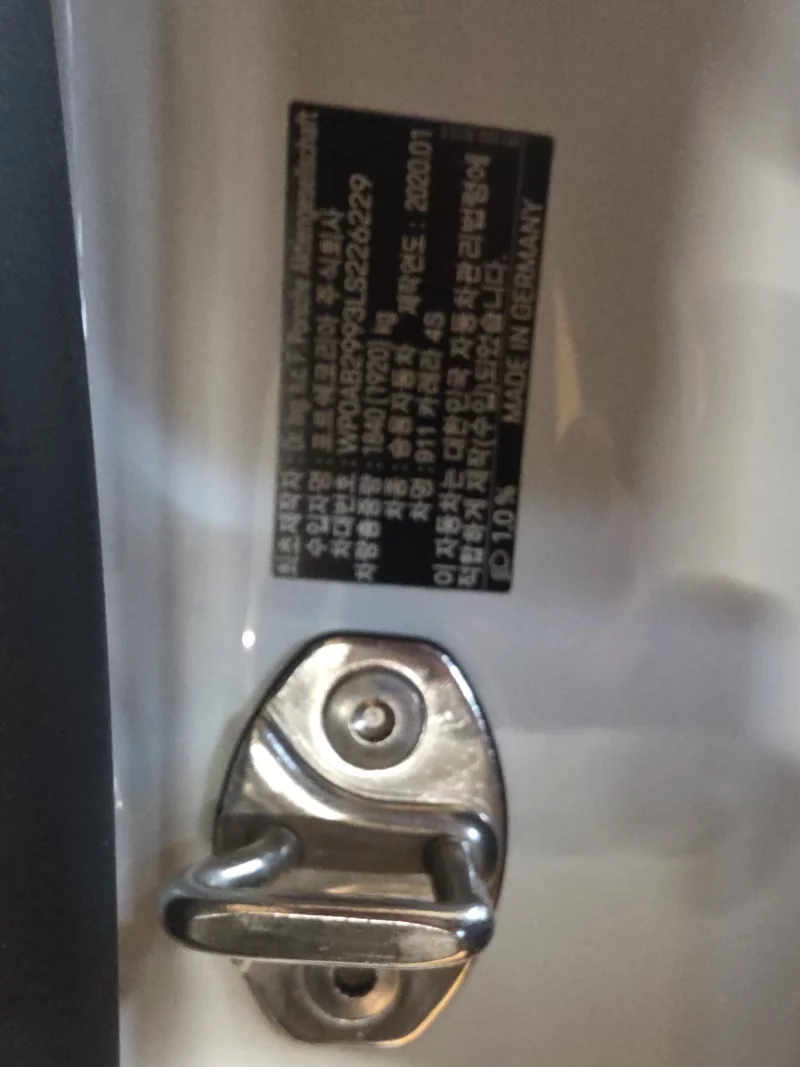 최초제작자 : Dr. Ing. h.c. F. Porsche Aktiengesellschaft
수입자명 : 포르쉐코리아 주식회사
차대번호 : WP0AB2993LS226229
차량총중량 : 1840 (1920) kg
차종 : 승용자동차 제작연도 : 2020.01
차명 : 911 카레라 4S
이 자동차는 대한민국 자동차관리법령에
적합하게 제작(수입)되었습니다.
1.0 % MADE IN GERMANY